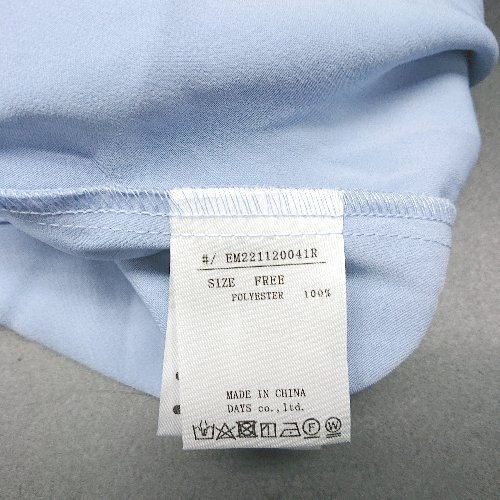 #/ EM221120041R
SIZE FREE
POLYESTER 100%
MADE IN CHINA
DAYS co.,ltd.
F W